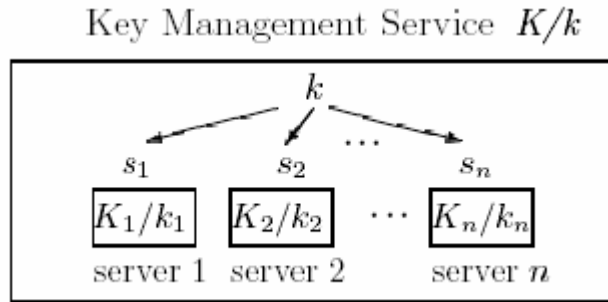 Key Management Service K/k
k
...
s₁ s₂ sₙ
K₁/k₁ K₂/k₂ ... Kₙ/kₙ
server 1 server 2 server n